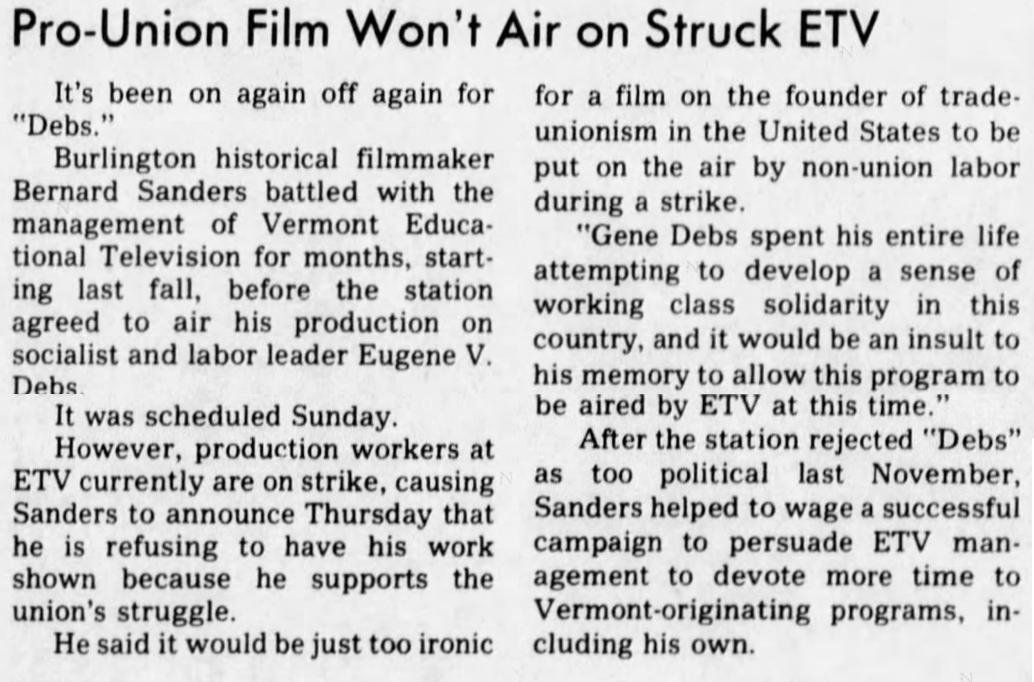 Pro-Union Film Won't Air on Struck ETV
It's been on again off again for
"Debs."
Burlington historical filmmaker
Bernard Sanders battled with the
management of Vermont Educa-
tional Television for months, start-
ing last fall, before the station
agreed to air his production on
socialist and labor leader Eugene V.
Debs.
It was scheduled Sunday.
However, production workers at
ETV currently are on strike, causing
Sanders to announce Thursday that
he is refusing to have his work
shown because he supports the
union's struggle.
He said it would be just too ironic
for a film on the founder of trade-
unionism in the United States to be
put on the air by non-union labor
during a strike.
"Gene Debs spent his entire life
attempting to develop a sense of
working class solidarity in this
country, and it would be an insult to
his memory to allow this program to
be aired by ETV at this time."
After the station rejected "Debs"
as too political last November,
Sanders helped to wage a successful
campaign to persuade ETV man-
agement to devote more time to
Vermont-originating programs, in-
cluding his own.